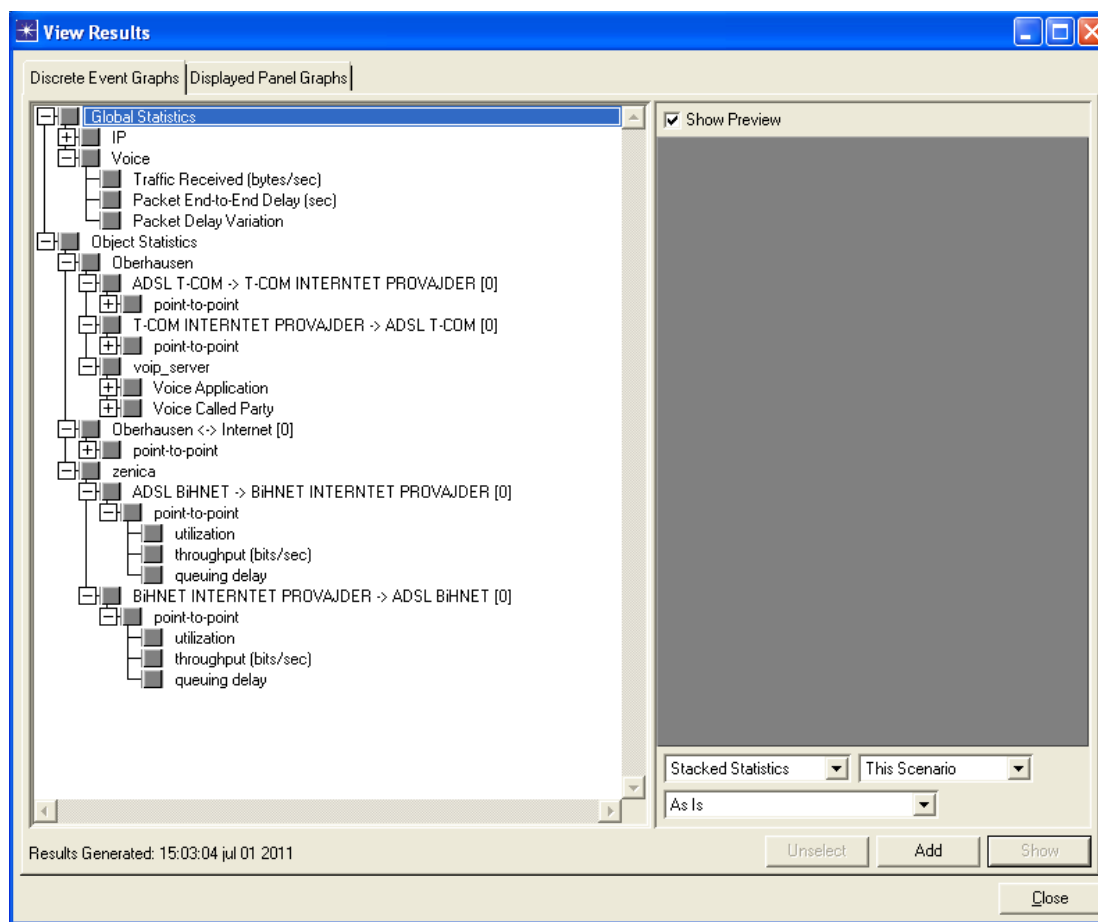 View Results
Discrete Event Graphs
Displayed Panel Graphs
Global Statistics
IP
Voice
Traffic Received (bytes/sec)
Packet End-to-End Delay (sec)
Packet Delay Variation
Object Statistics
Oberhausen
ADSL T-COM -> T-COM INTERNTET PROVAJDER [0]
point-to-point
T-COM INTERNTET PROVAJDER -> ADSL T-COM [0]
point-to-point
voip_server
Voice Application
Voice Called Party
Oberhausen <-> Internet [0]
point-to-point
zenica
ADSL BiHNET -> BiHNET INTERNTET PROVAJDER [0]
point-to-point
utilization
throughput (bits/sec)
queuing delay
BiHNET INTERNTET PROVAJDER -> ADSL BiHNET [0]
point-to-point
utilization
throughput (bits/sec)
queuing delay
Show Preview
Stacked Statistics
This Scenario
As Is
Results Generated: 15:03:04 jul 01 2011
Unselect
Add
Show
Close